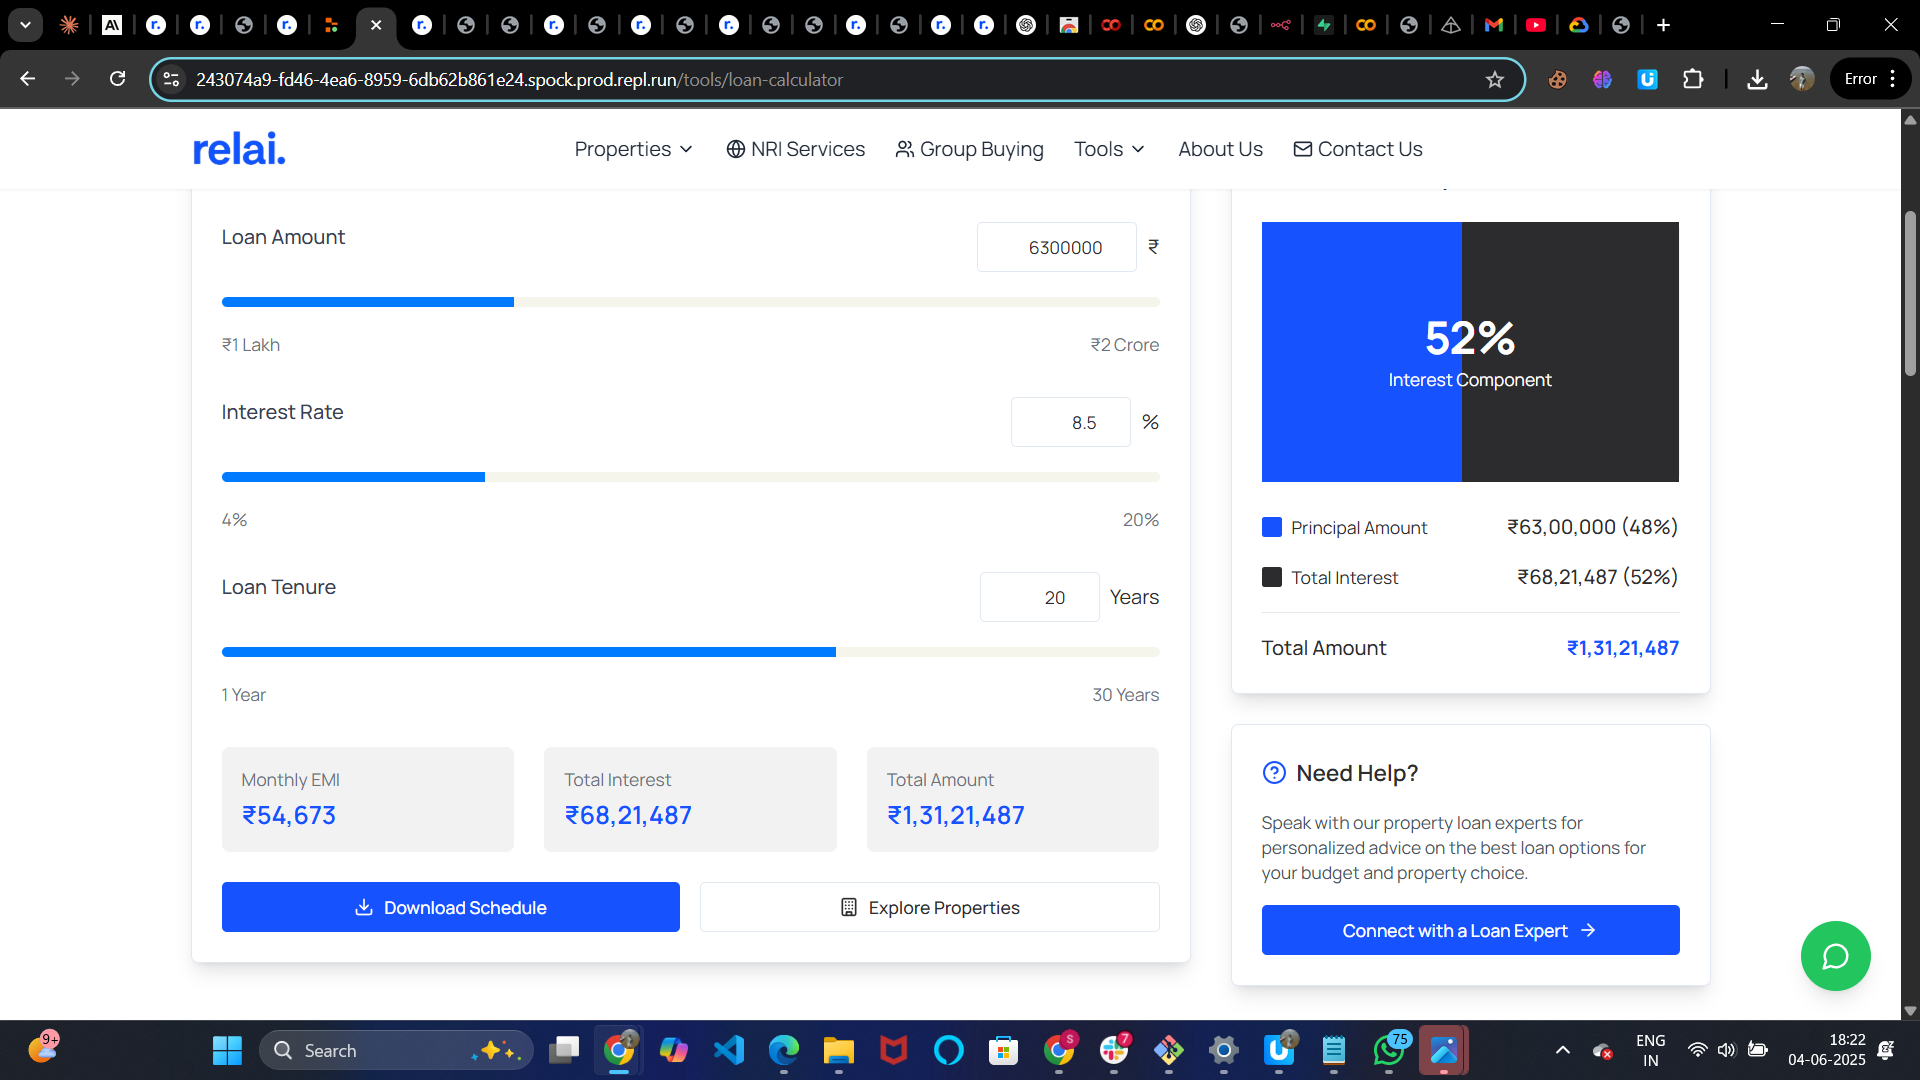 243074a9-fd46-4ea6-8959-6db62b861e24.spock.prod.repl.run/tools/loan-calculator
Error
relai.
Properties
NRI Services
Group Buying
Tools
About Us
Contact Us
Loan Amount
6300000 ₹
₹1 Lakh
₹2 Crore
Interest Rate
8.5 %
4%
20%
Loan Tenure
20 Years
1 Year
30 Years
Monthly EMI
₹54,673
Total Interest
₹68,21,487
Total Amount
₹1,31,21,487
Download Schedule
Explore Properties
52%
Interest Component
Principal Amount ₹63,00,000 (48%)
Total Interest ₹68,21,487 (52%)
Total Amount ₹1,31,21,487
Need Help?
Speak with our property loan experts for
personalized advice on the best loan options for
your budget and property choice.
Connect with a Loan Expert
9+
Search
S
7
75
ENG
IN
18:22
04-06-2025